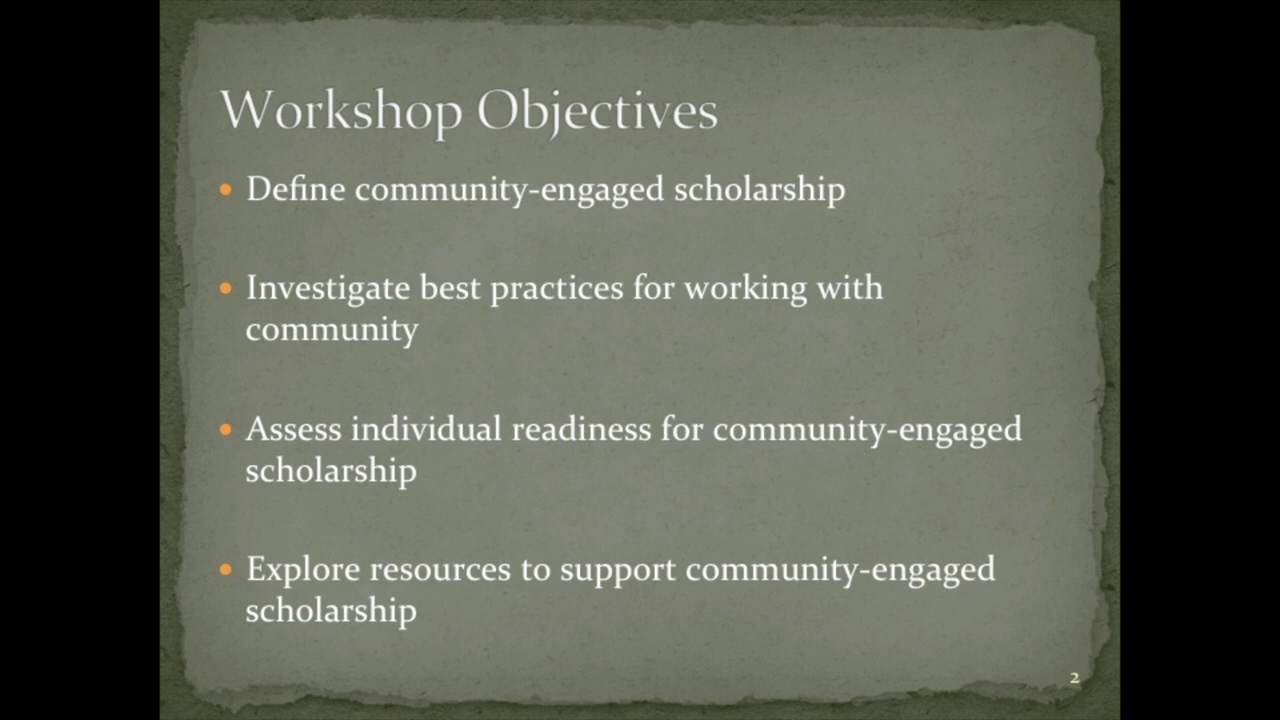 Workshop Objectives
• Define community-engaged scholarship
• Investigate best practices for working with
community
• Assess individual readiness for community-engaged
scholarship
• Explore resources to support community-engaged
scholarship
2